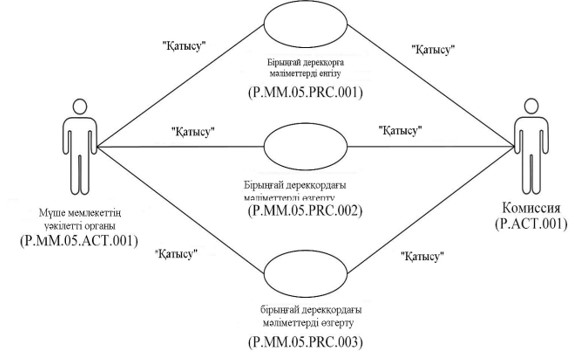 "Қатысу"
"Қатысу"
Бірыңғай дерекқорға
мәліметтерді енгізу
(P.MM.05.PRC.001)
"Қатысу"
"Қатысу"
Бірыңғай дерекқордағы
мәліметтерді өзгерту
(P.MM.05.PRC.002)
Мүше мемлекеттің
уәкілетті органы
(P.MM.05.ACT.001)
Комиссия
(P.ACT.001)
"Қатысу"
"Қатысу"
бірыңғай дерекқордағы
мәліметтерді өзгерту
(P.MM.05.PRC.003)